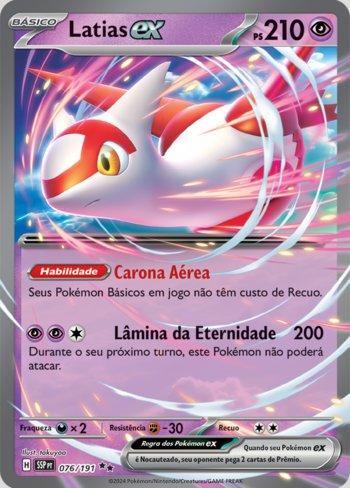 BÁSICO
Latias ex
PS 210
Habilidade Carona Aérea
Seus Pokémon Básicos em jogo não têm custo de Recuo.
Lâmina da Eternidade 200
Durante o seu próximo turno, este Pokémon não poderá
atacar.
Fraqueza ×2 Resistência -30 Recuo
Ilust. takuyoa
Regra dos Pokémon ex
Quando seu Pokémon ex
é Nocauteado, seu oponente pega 2 cartas de Prêmio.
H SSP PT 076/191
©2024 Pokémon/Nintendo/Creatures/GAME FREAK